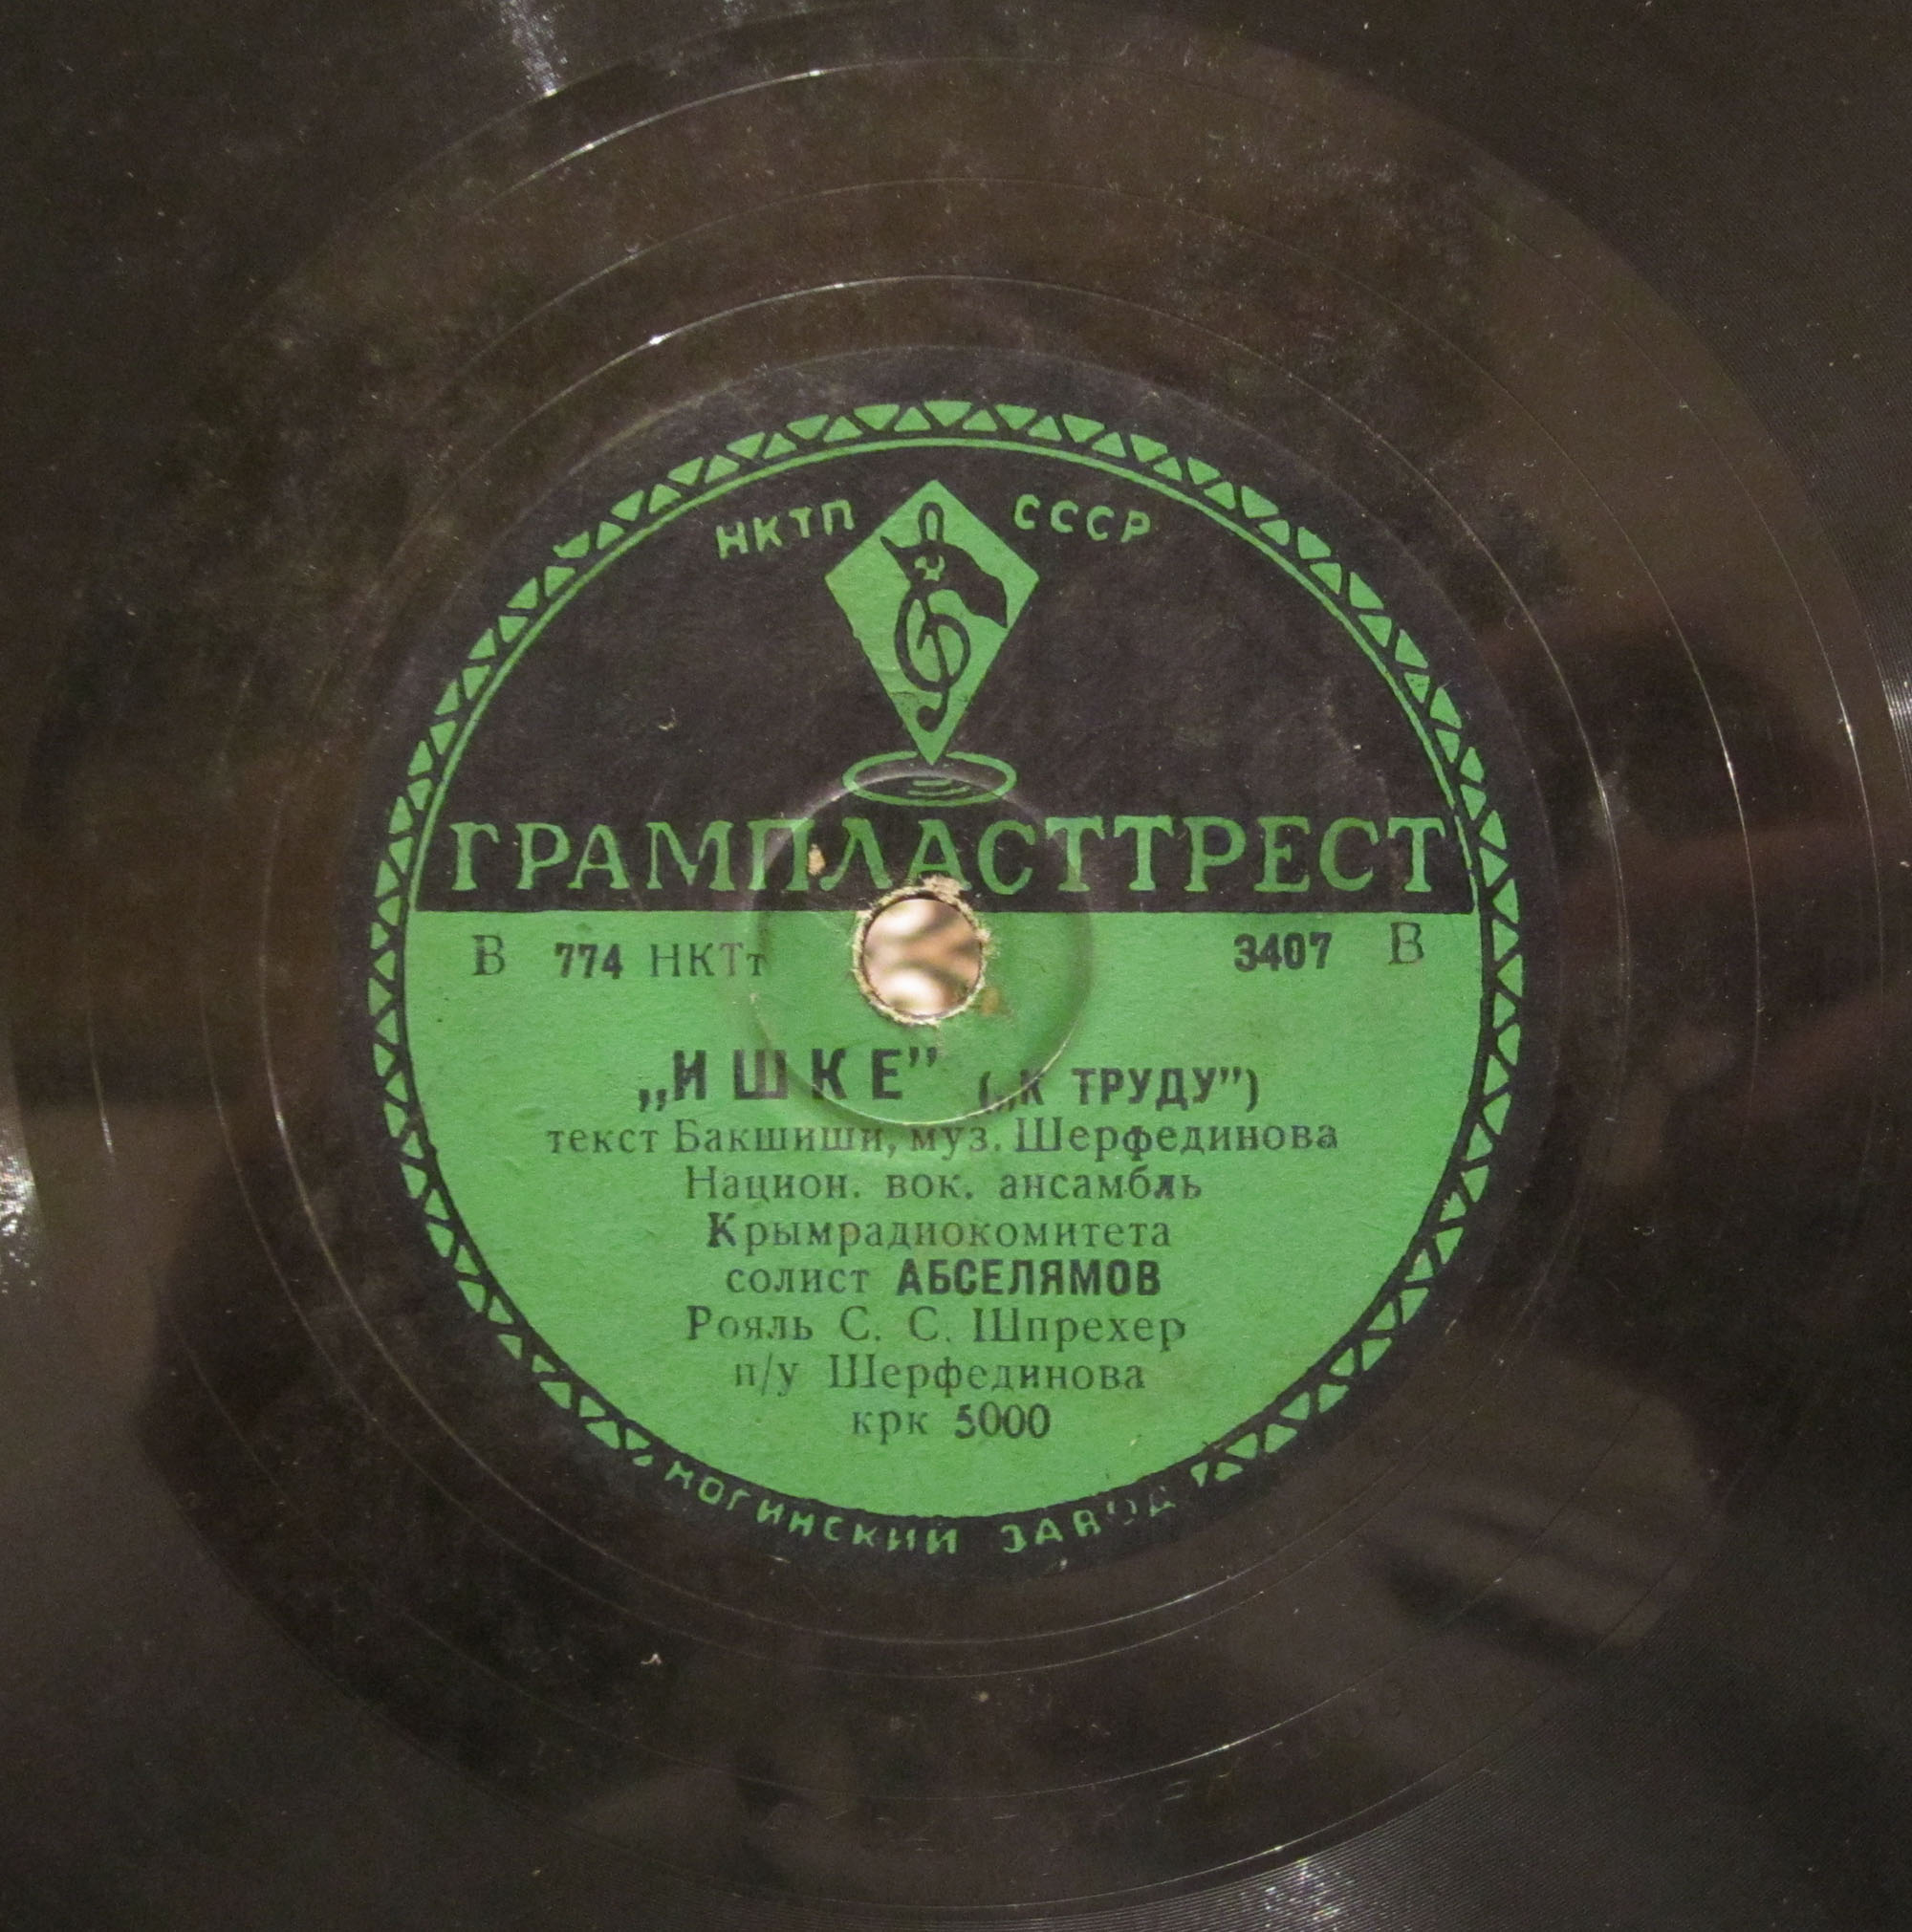 НКТП СССР
ГРАМПЛАСТТРЕСТ
В 774 НКТт 3407 В
„ИШКЕ” („К ТРУДУ”)
текст Бакшиши, муз. Шерфединова
Национ. вок. ансамбль
Крымрадиокомитета
солист АБСЕЛЯМОВ
Рояль С. С. Шпрехер
п/у Шерфединова
крк 5000
НОГИНСКИЙ ЗАВОД